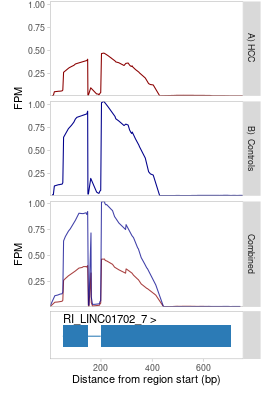 1.00
0.75
0.50
0.25
FPM
A) HCC
1.00
0.75
0.50
0.25
B) Controls
1.00
0.75
0.50
0.25
FPM
Combined
RI_LINC01702_7 >
200 400 600
Distance from region start (bp)